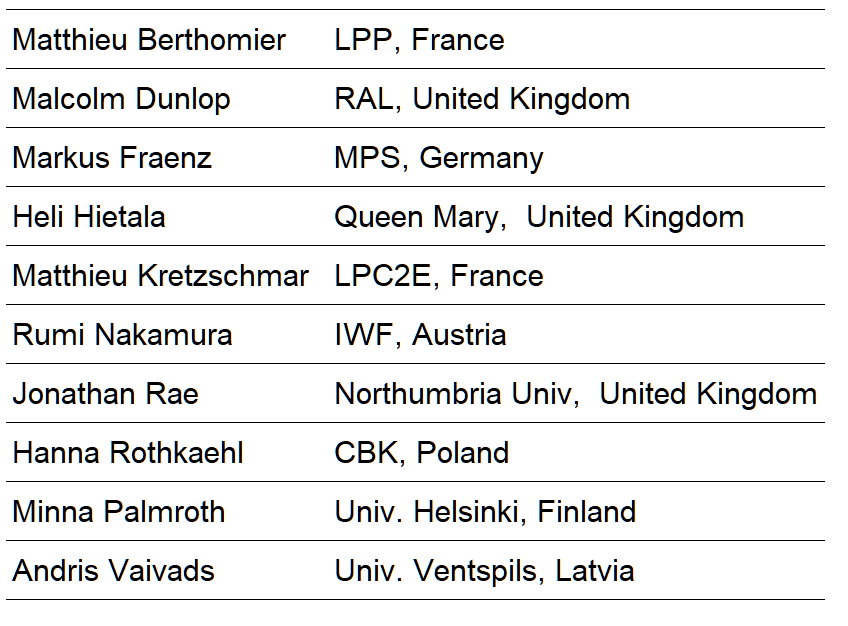 Matthieu Berthomier LPP, France
Malcolm Dunlop RAL, United Kingdom
Markus Fraenz MPS, Germany
Heli Hietala Queen Mary,  United Kingdom
Matthieu Kretzschmar LPC2E, France
Rumi Nakamura IWF, Austria
Jonathan Rae Northumbria Univ,  United Kingdom
Hanna Rothkaehl CBK, Poland
Minna Palmroth Univ. Helsinki, Finland
Andris Vaivads Univ. Ventspils, Latvia